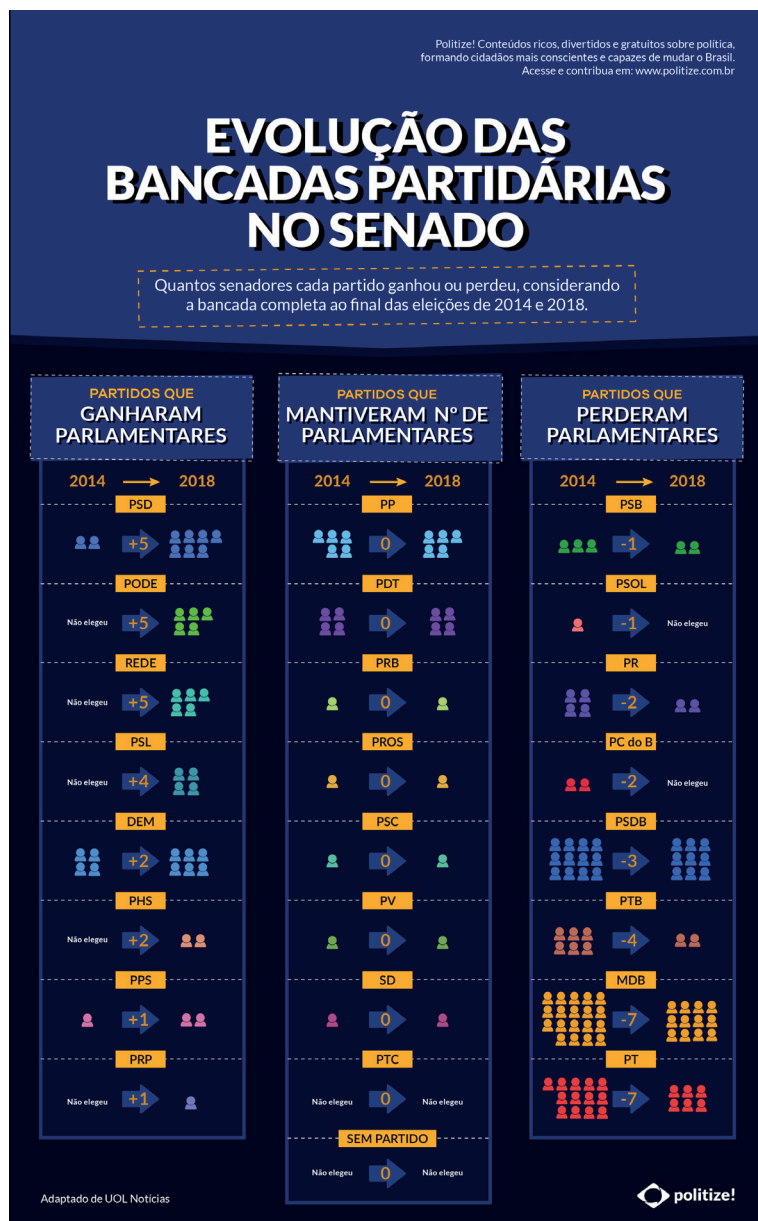 Politize! Conteúdos ricos, divertidos e gratuitos sobre política,
formando cidadãos mais conscientes e capazes de mudar o Brasil.
Acesse e contribua em: www.politize.com.br
EVOLUÇÃO DAS
BANCADAS PARTIDÁRIAS
NO SENADO
Quantos senadores cada partido ganhou ou perdeu, considerando
a bancada completa ao final das eleições de 2014 e 2018.
PARTIDOS QUE
GANHARAM
PARLAMENTARES
2014 2018
PSD
+5
PODE
Não elegeu +5
REDE
Não elegeu +5
PSL
Não elegeu +4
DEM
+2
PHS
Não elegeu +2
PPS
+1
PRP
Não elegeu +1
PARTIDOS QUE
MANTIVERAM Nº DE
PARLAMENTARES
2014 2018
PP
0
PDT
0
PRB
0
PROS
0
PSC
0
PV
0
SD
0
PTC
Não elegeu 0 Não elegeu
SEM PARTIDO
Não elegeu 0 Não elegeu
PARTIDOS QUE
PERDERAM
PARLAMENTARES
2014 2018
PSB
-1
PSOL
-1 Não elegeu
PR
-2
PC do B
-2 Não elegeu
PSDB
-3
PTB
-4
MDB
-7
PT
-7
Adaptado de UOL Notícias
politize!